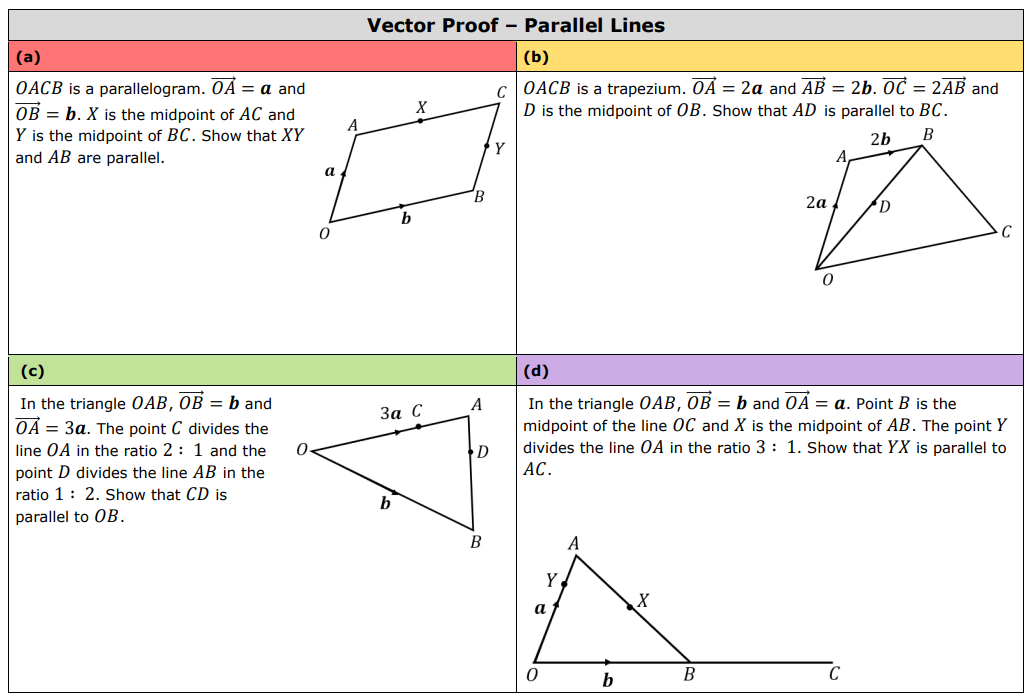 Vector Proof – Parallel Lines
(a)
OACB is a parallelogram. →OA = a and
→OB = b. X is the midpoint of AC and
Y is the midpoint of BC. Show that XY
and AB are parallel.
A
X
C
Y
a
B
b
O
(b)
OACB is a trapezium. →OA = 2a and →AB = 2b. →OC = 2→AB and
D is the midpoint of OB. Show that AD is parallel to BC.
2b
B
A
2a
D
C
O
(c)
In the triangle OAB, →OB = b and
→OA = 3a. The point C divides the
line OA in the ratio 2 : 1 and the
point D divides the line AB in the
ratio 1 : 2. Show that CD is
parallel to OB.
3a
C
A
O
D
b
B
(d)
In the triangle OAB, →OB = b and →OA = a. Point B is the
midpoint of the line OC and X is the midpoint of AB. The point Y
divides the line OA in the ratio 3 : 1. Show that YX is parallel to
AC.
A
Y
X
a
O
b
B
C